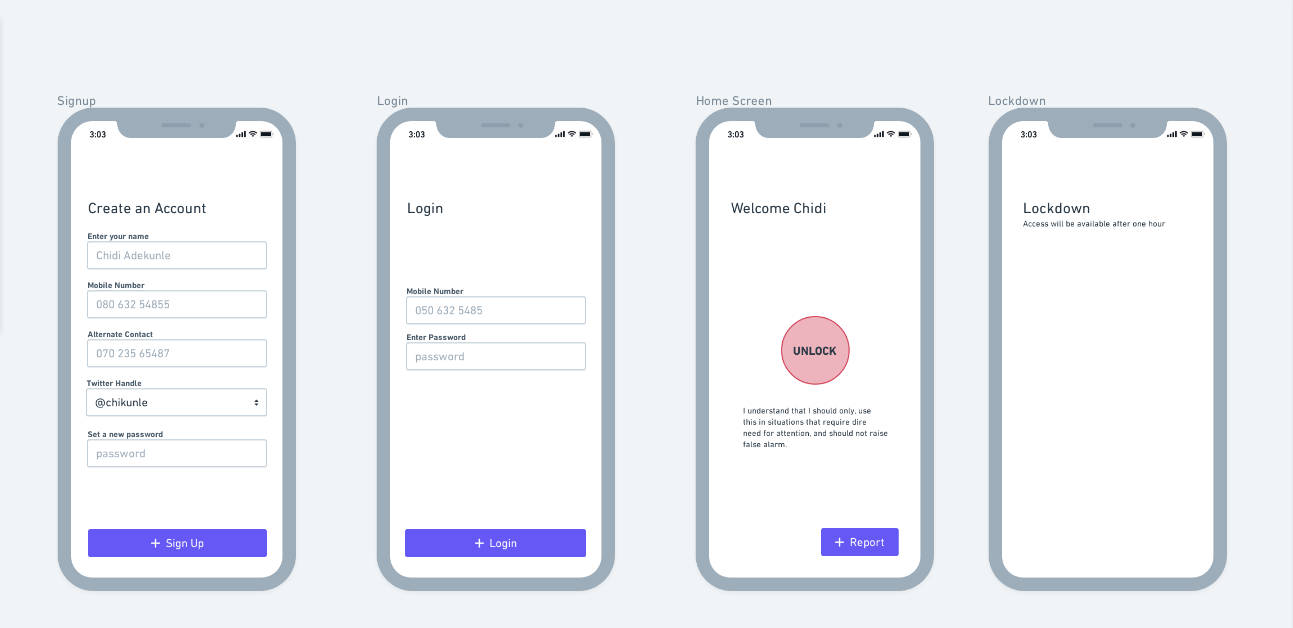 Signup
3:03
Create an Account
Enter your name
Chidi Adekunle
Mobile Number
080 632 54855
Alternate Contact
070 235 65487
Twitter Handle
@chikunle
Set a new password
password
+ Sign Up
Login
3:03
Login
Mobile Number
050 632 5485
Enter Password
password
+ Login
Home Screen
3:03
Welcome Chidi
UNLOCK
I understand that I should only, use
this in situations that require dire
need for attention, and should not raise
false alarm.
+ Report
Lockdown
3:03
Lockdown
Access will be available after one hour